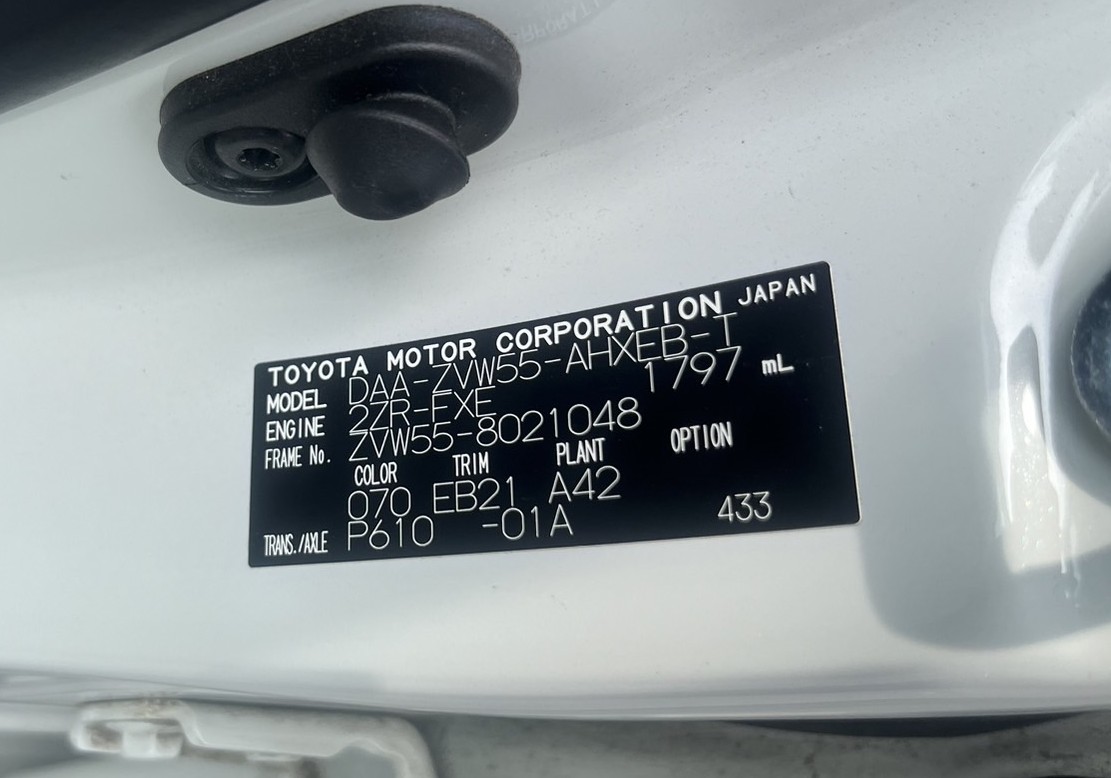 TOYOTA MOTOR CORPORATION JAPAN
MODEL DAA-ZVW55-AHXEB-T
ENGINE 2ZR-FXE 1797 mL
FRAME No. ZVW55-8021048
COLOR TRIM PLANT OPTION
070 EB21 A42
TRANS./AXLE P610 -01A 433